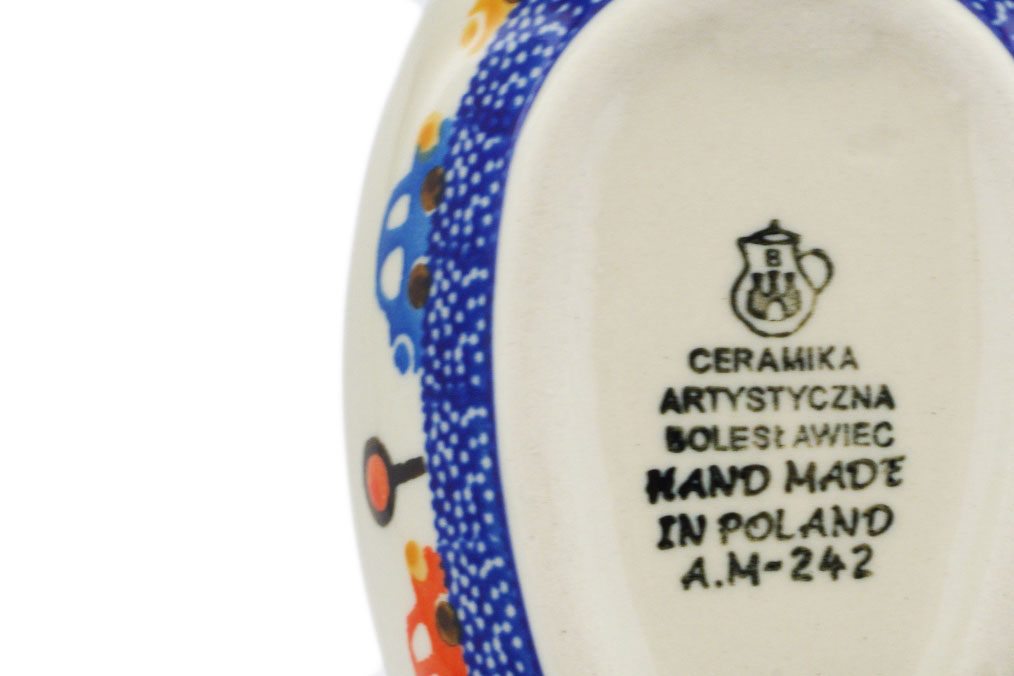 B
CERAMIKA
ARTYSTYCZNA
BOLESŁAWIEC
HAND MADE
IN POLAND
A.M-242